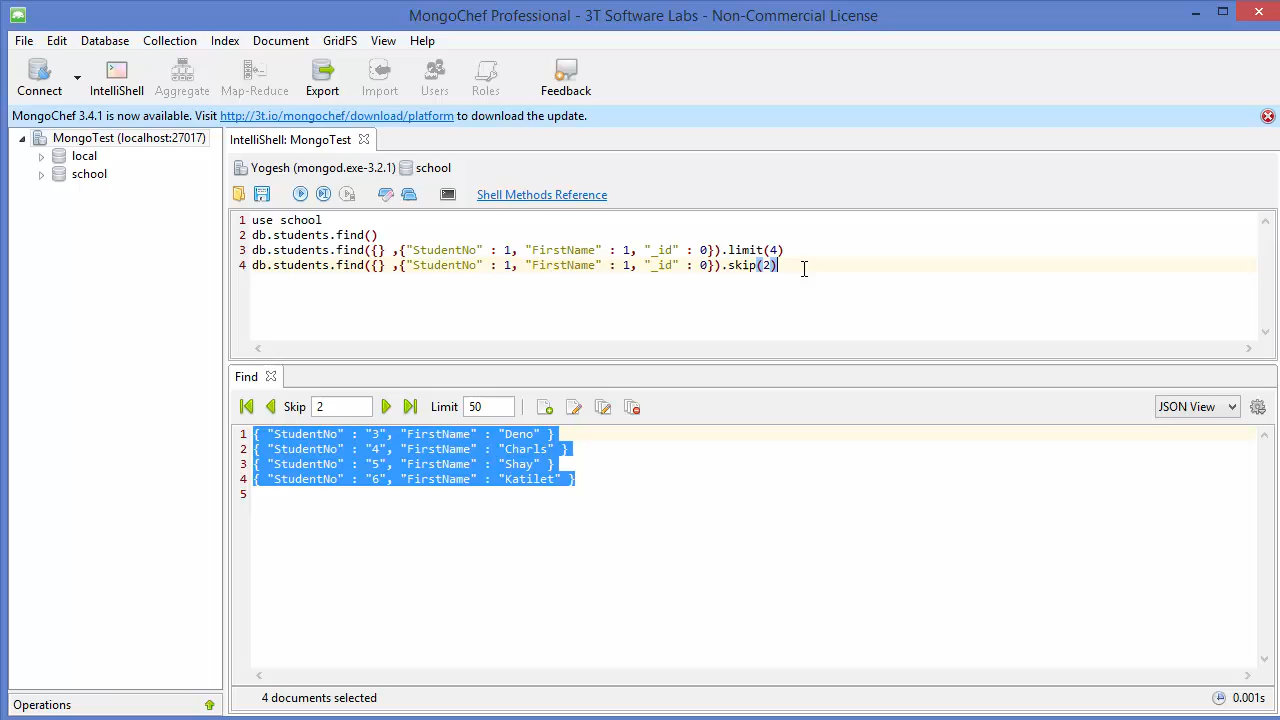 MongoChef Professional - 3T Software Labs - Non-Commercial License
File Edit Database Collection Index Document GridFS View Help
Connect IntelliShell Aggregate Map-Reduce Export Import Users Roles Feedback
MongoChef 3.4.1 is now available. Visit http://3t.io/mongochef/download/platform to download the update.
MongoTest (localhost:27017)
local
school
IntelliShell: MongoTest
Yogesh (mongod.exe-3.2.1) school
Shell Methods Reference
1 use school
2 db.students.find()
3 db.students.find({} ,{"StudentNo" : 1, "FirstName" : 1, "_id" : 0}).limit(4)
4 db.students.find({} ,{"StudentNo" : 1, "FirstName" : 1, "_id" : 0}).skip(2)
Find
Skip 2 Limit 50 JSON View
1 { "StudentNo" : "3", "FirstName" : "Deno" }
2 { "StudentNo" : "4", "FirstName" : "Charls" }
3 { "StudentNo" : "5", "FirstName" : "Shay" }
4 { "StudentNo" : "6", "FirstName" : "Katilet" }
5
Operations
4 documents selected
0.001s